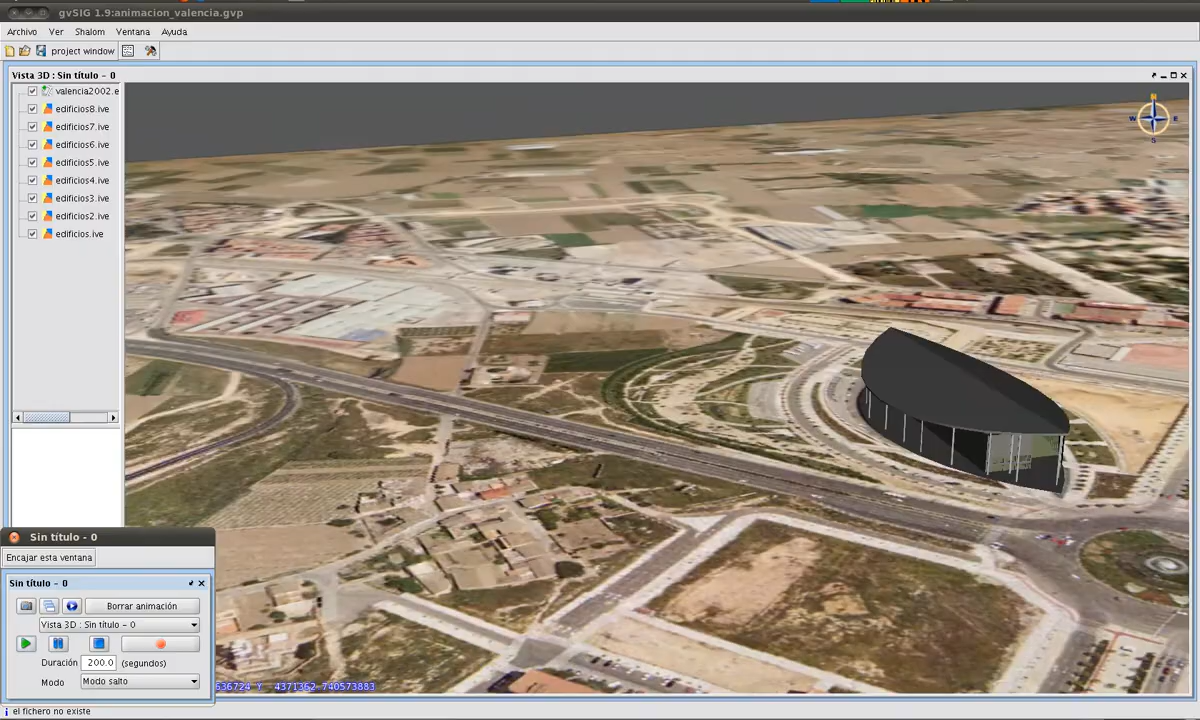 gvSIG 1.9:animacion_valencia.gvp
Archivo Ver Shalom Ventana Ayuda
project window
Vista 3D : Sin título - 0
valencia2002.e
edificios8.ive
edificios7.ive
edificios6.ive
edificios5.ive
edificios4.ive
edificios3.ive
edificios2.ive
edificios.ive
N
W E
S
Sin título - 0
Encajar esta ventana
Sin título - 0
Borrar animación
Vista 3D : Sin título - 0
Duración 200.0 (segundos)
Modo Modo salto
636724 Y 4371362.740573883
el fichero no existe